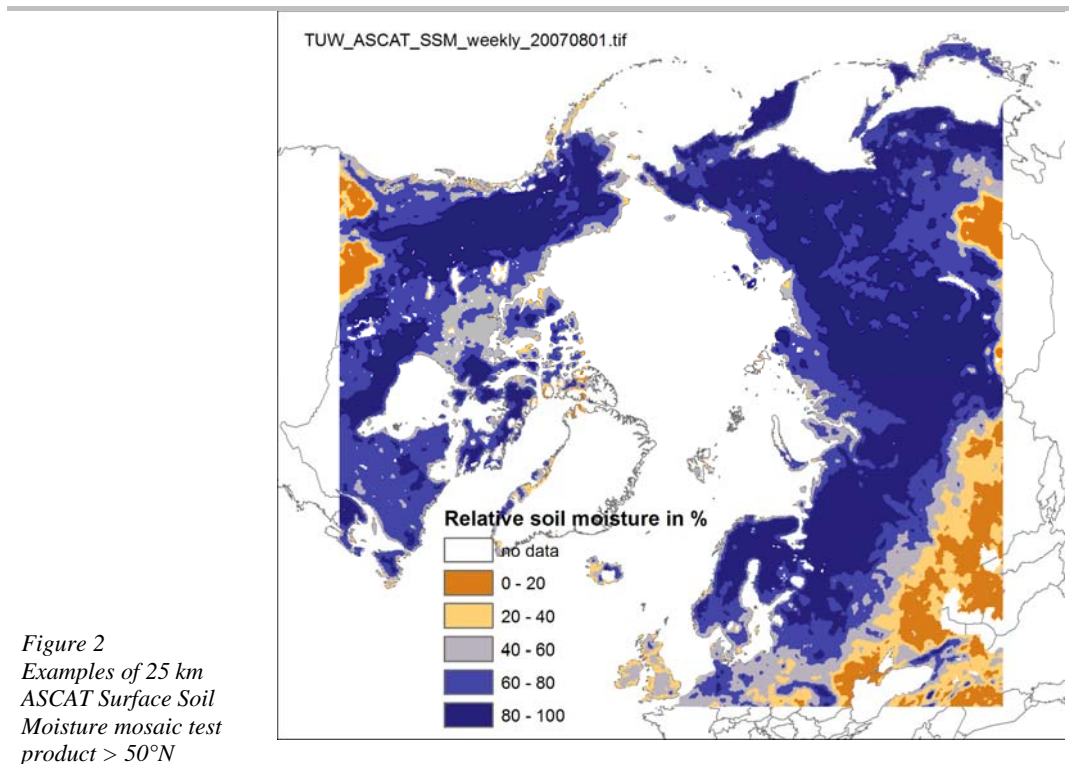 TUW_ASCAT_SSM_weekly_20070801.tif
Relative soil moisture in %
no data
0 - 20
20 - 40
40 - 60
60 - 80
80 - 100
Figure 2
Examples of 25 km
ASCAT Surface Soil
Moisture mosaic test
product > 50°N